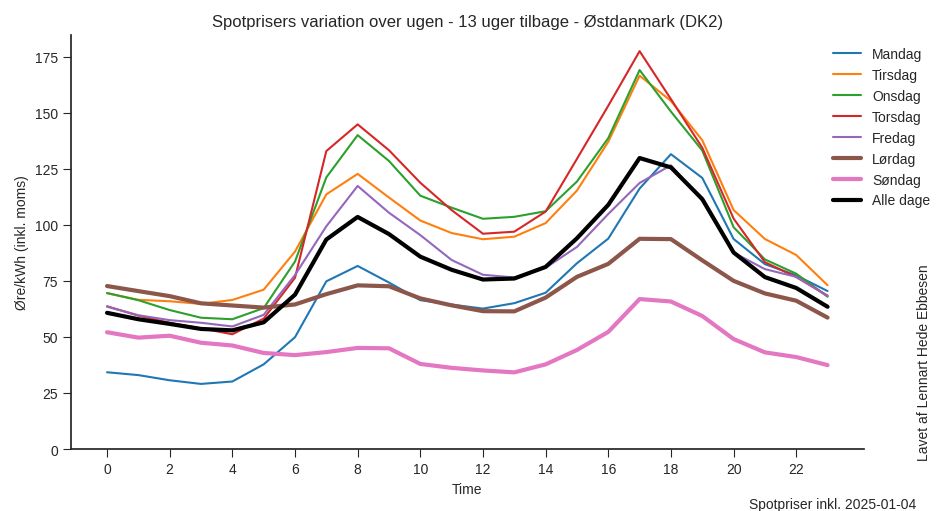 Spotprisers variation over ugen - 13 uger tilbage - Østdanmark (DK2)
Øre/kWh (inkl. moms)
175
150
125
100
75
50
25
0
0 2 4 6 8 10 12 14 16 18 20 22
Time
Mandag
Tirsdag
Onsdag
Torsdag
Fredag
Lørdag
Søndag
Alle dage
Lavet af Lennart Hede Ebbesen
Spotpriser inkl. 2025-01-04